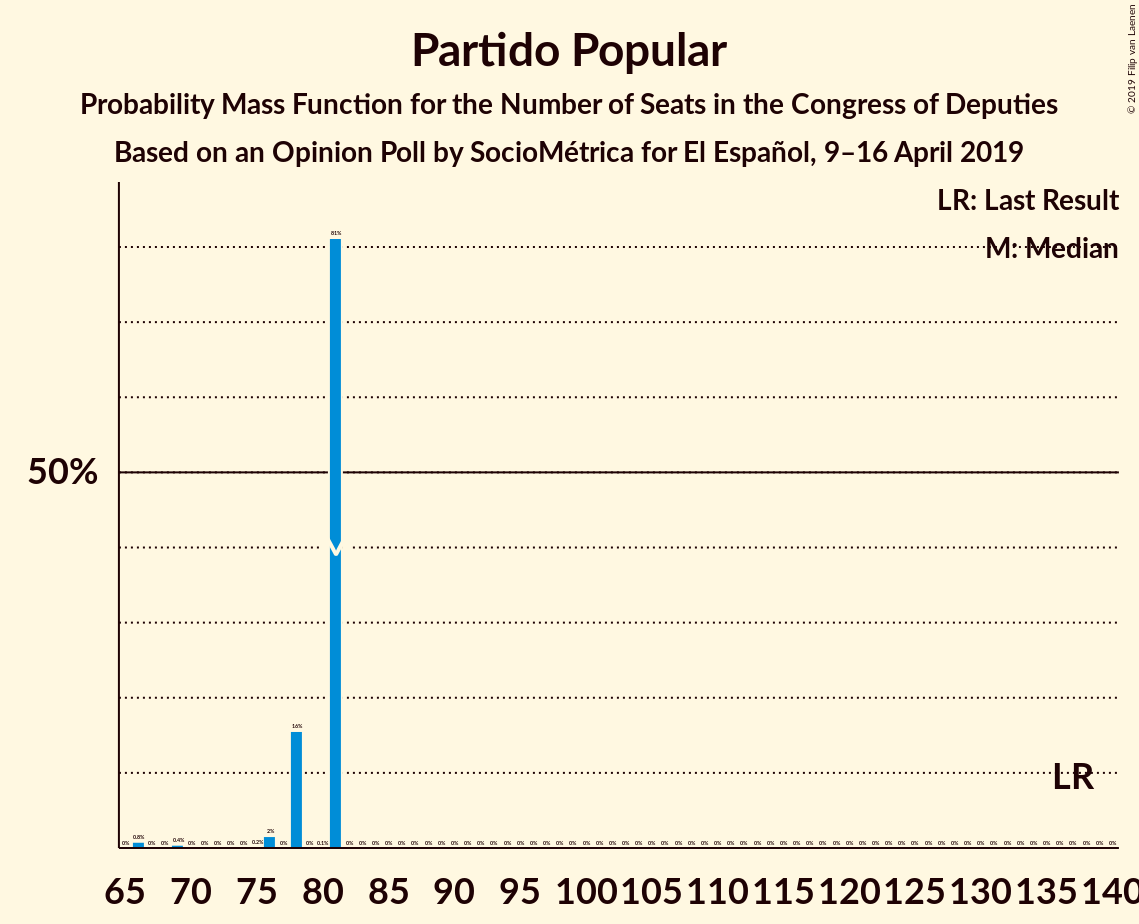 Partido Popular
Probability Mass Function for the Number of Seats in the Congress of Deputies
Based on an Opinion Poll by SocioMétrica for El Español, 9–16 April 2019
© 2019 Filip van Laenen
LR: Last Result
M: Median
50%
LR
0% 0.8% 0% 0% 0.4% 0% 0% 0% 0% 0% 0.2% 2% 0% 16% 0% 0.1% 81% 0% 0% 0% 0% 0% 0% 0% 0% 0% 0% 0% 0% 0% 0% 0% 0% 0% 0% 0% 0% 0% 0% 0% 0% 0% 0% 0% 0% 0% 0% 0% 0% 0% 0% 0% 0% 0% 0% 0% 0% 0% 0% 0% 0% 0% 0% 0% 0% 0% 0% 0% 0% 0% 0% 0% 0% 0% 0% 0%
65 70 75 80 85 90 95 100 105 110 115 120 125 130 135 140